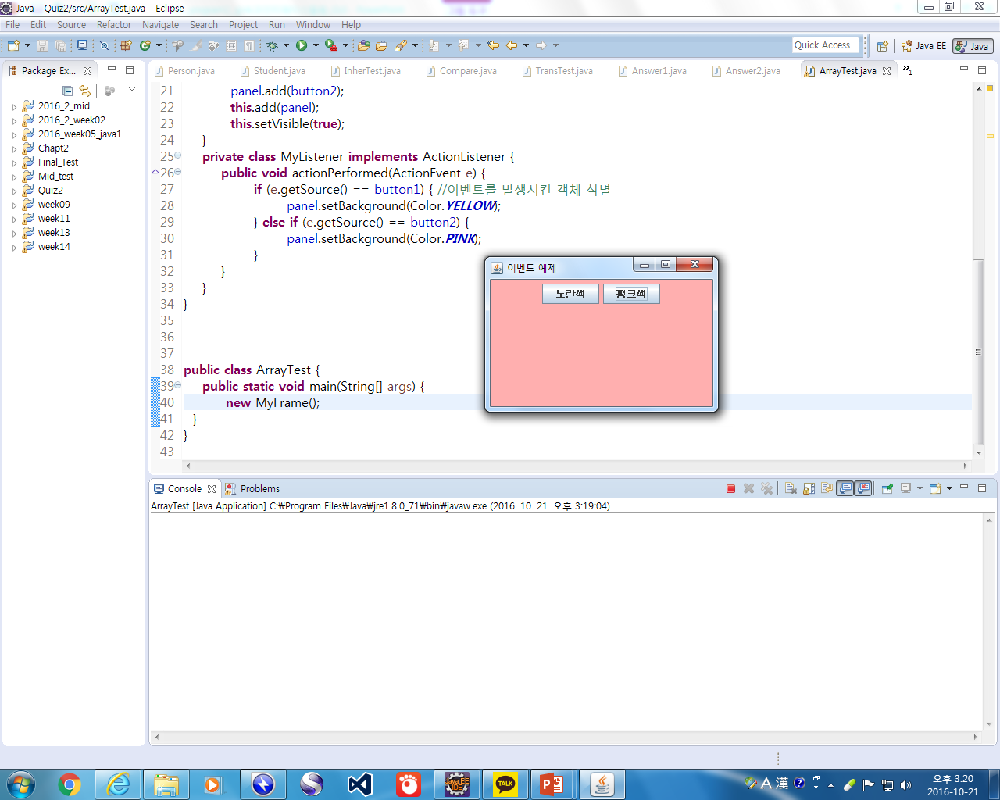 Java - Quiz2/src/ArrayTest.java - Eclipse
File Edit Source Refactor Navigate Search Project Run Window Help
Quick Access
Java EE
Java
Package Ex...
Person.java Student.java InherTest.java Compare.java TransTest.java Answer1.java Answer2.java ArrayTest.java »1
2016_2_mid
2016_2_week02
2016_week05_java1
Chapt2
Final_Test
Mid_test
Quiz2
week09
week11
week13
week14
21 panel.add(button2);
22 this.add(panel);
23 this.setVisible(true);
24 }
25 private class MyListener implements ActionListener {
26 public void actionPerformed(ActionEvent e) {
27 if (e.getSource() == button1) { //이벤트를 발생시킨 객체 식별
28 panel.setBackground(Color.YELLOW);
29 } else if (e.getSource() == button2) {
30 panel.setBackground(Color.PINK);
31 }
32 }
33 }
34 }
35
36
37
38 public class ArrayTest {
39 public static void main(String[] args) {
40 new MyFrame();
41 }
42 }
43
이벤트 예제
노란색 핑크색
Console Problems
ArrayTest [Java Application] C:₩Program Files₩Java₩jre1.8.0_71₩bin₩javaw.exe (2016. 10. 21. 오후 3:19:04)
Java EE
IDE
TALK
A 漢
오후 3:20
2016-10-21